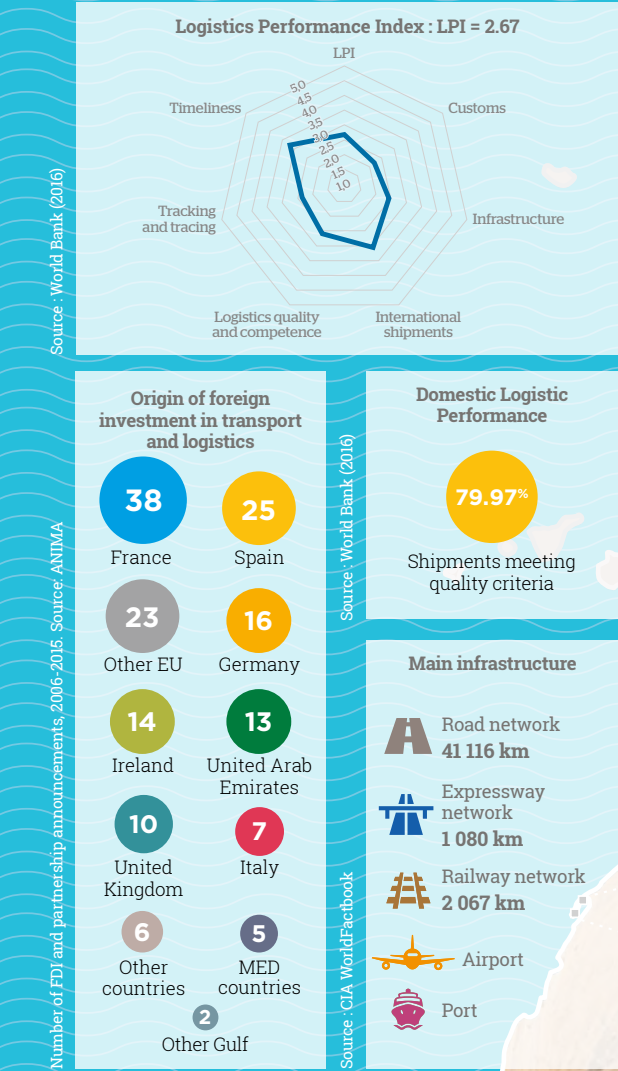 Logistics Performance Index : LPI = 2.67
LPI
Customs
Infrastructure
International
shipments
Logistics quality
and competence
Tracking
and tracing
Timeliness
5.0
4.5
4.0
3.5
3.0
2.5
2.0
1.5
1.0
Source : World Bank (2016)
Origin of foreign
investment in transport
and logistics
38
France
25
Spain
23
Other EU
16
Germany
14
Ireland
13
United Arab
Emirates
10
United
Kingdom
7
Italy
6
Other
countries
5
MED
countries
2
Other Gulf
Number of FDI and partnership announcements, 2006-2015. Source: ANIMA
Domestic Logistic
Performance
79.97%
Shipments meeting
quality criteria
Source : World Bank (2016)
Main infrastructure
Road network
41 116 km
Expressway
network
1 080 km
Railway network
2 067 km
Airport
Port
Source : CIA WorldFactbook